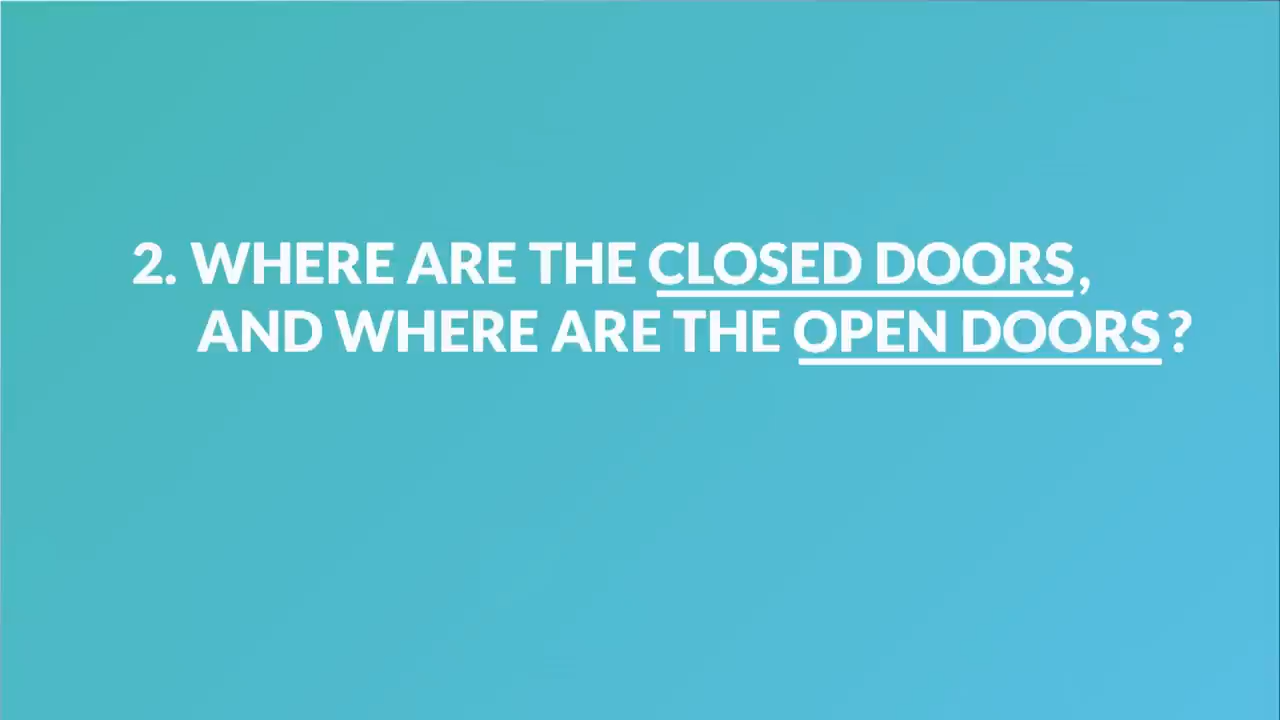 2. WHERE ARE THE CLOSED DOORS,
AND WHERE ARE THE OPEN DOORS?